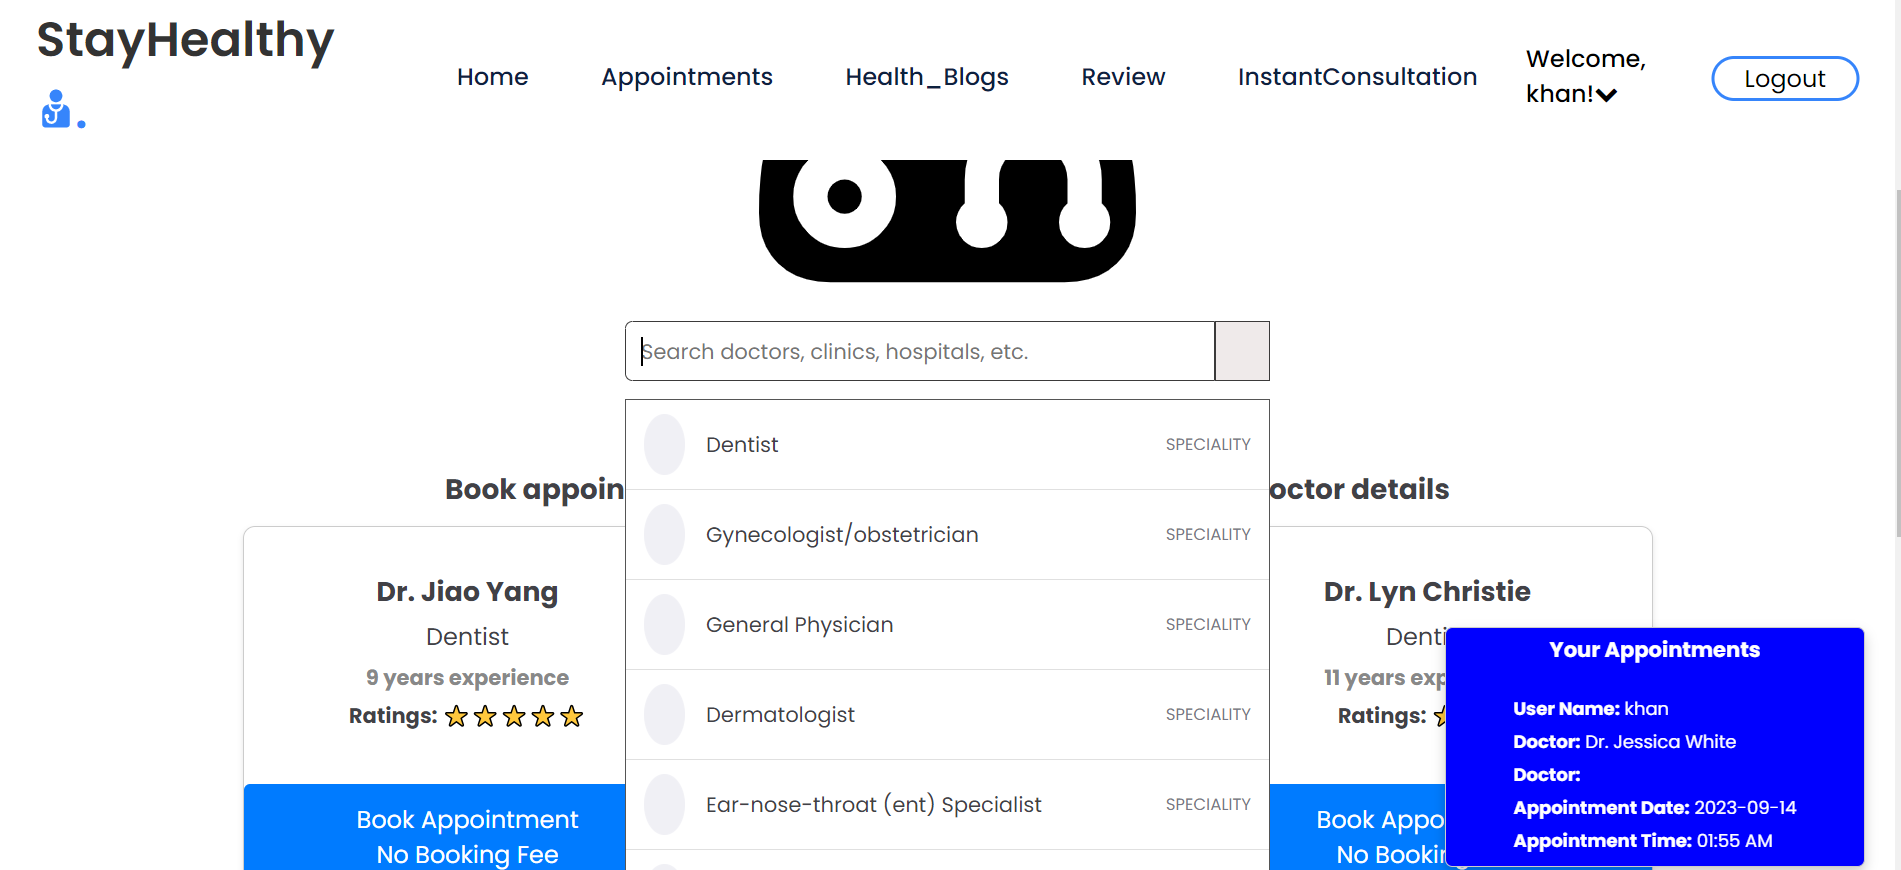 StayHealthy
Home
Appointments
Health_Blogs
Review
InstantConsultation
Welcome,
khan!
Logout
Search doctors, clinics, hospitals, etc.
Dentist SPECIALITY
Gynecologist/obstetrician SPECIALITY
General Physician SPECIALITY
Dermatologist SPECIALITY
Ear-nose-throat (ent) Specialist SPECIALITY
Book appoin
octor details
Dr. Jiao Yang
Dentist
9 years experience
Ratings:
Book Appointment
No Booking Fee
Dr. Lyn Christie
Denti
11 years exp
Ratings:
Book Appo
No Bookin
Your Appointments
User Name: khan
Doctor: Dr. Jessica White
Doctor:
Appointment Date: 2023-09-14
Appointment Time: 01:55 AM